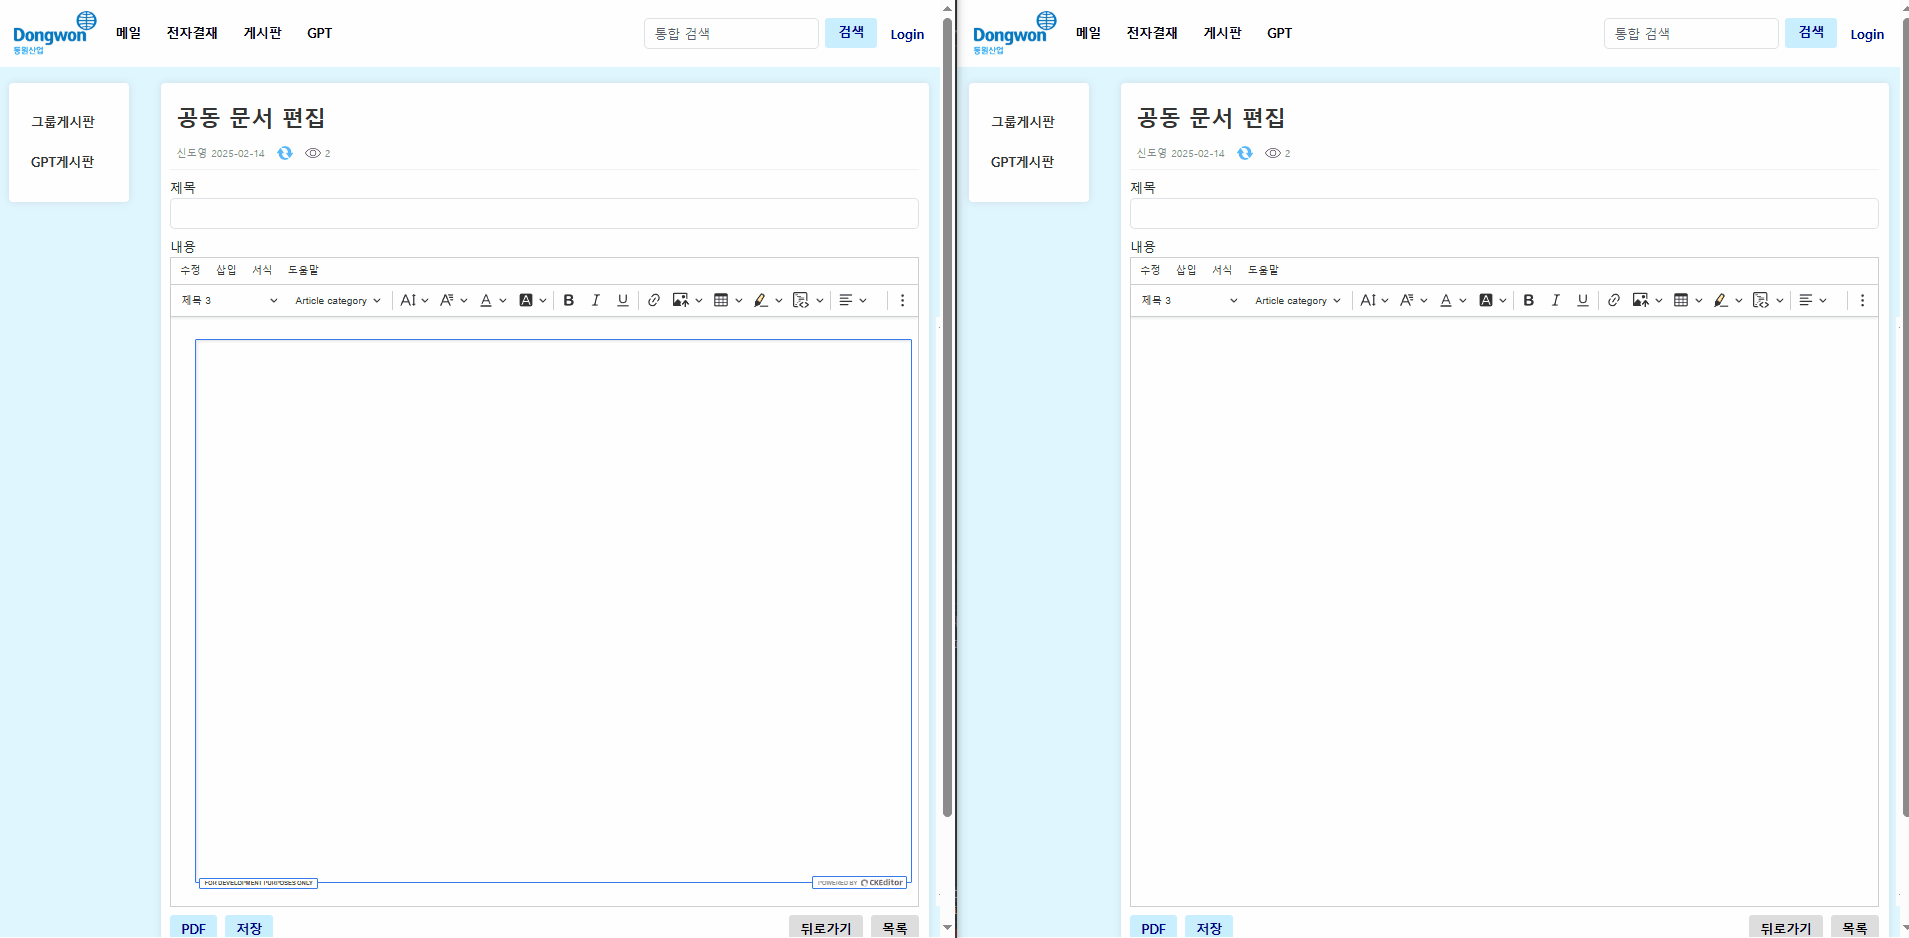 Dongwon
동원산업
메일 전자결재 게시판 GPT
통합 검색 검색 Login
그룹게시판
GPT게시판
공동 문서 편집
신도영 2025-02-14 2
제목
내용
수정 삽입 서식 도움말
제목 3 Article category
FOR DEVELOPMENT PURPOSES ONLY
POWERED BY CKEditor
PDF 저장 뒤로가기 목록
Dongwon
동원산업
메일 전자결재 게시판 GPT
통합 검색 검색 Login
그룹게시판
GPT게시판
공동 문서 편집
신도영 2025-02-14 2
제목
내용
수정 삽입 서식 도움말
제목 3 Article category
PDF 저장 뒤로가기 목록